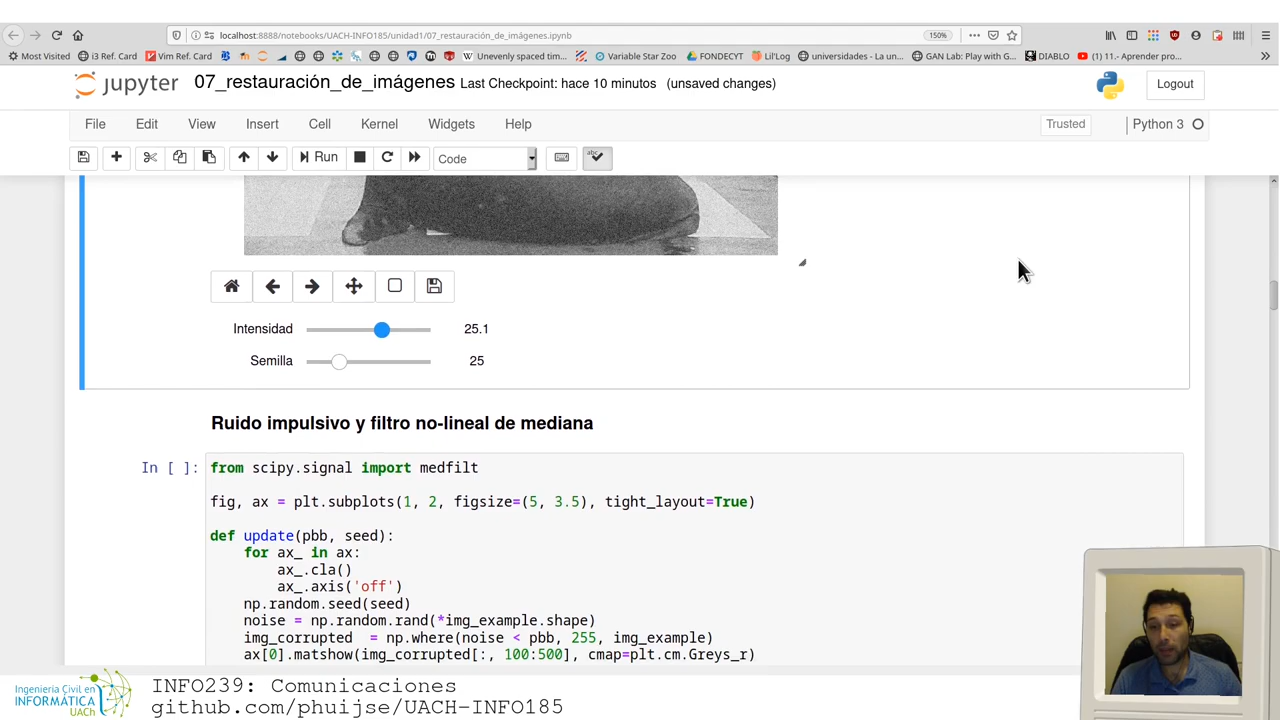 localhost:8888/notebooks/UACH-INFO185/unidad1/07_restauración_de_imágenes.ipynb
150%
Most Visited
i3 Ref. Card
Vim Ref. Card
Unevenly spaced tim…
Variable Star Zoo
FONDECYT
Lil'Log
universidades - La un…
GAN Lab: Play with G…
DIABLO
11.- Aprender pro…
jupyter 07_restauración_de_imágenes Last Checkpoint: hace 10 minutos (unsaved changes)
Logout
File Edit View Insert Cell Kernel Widgets Help
Trusted
Python 3
Run
Code
abc
Intensidad 25.1
Semilla 25
Ruido impulsivo y filtro no-lineal de mediana
In [ ]: from scipy.signal import medfilt
fig, ax = plt.subplots(1, 2, figsize=(5, 3.5), tight_layout=True)
def update(pbb, seed):
for ax_ in ax:
ax_.cla()
ax_.axis('off')
np.random.seed(seed)
noise = np.random.rand(*img_example.shape)
img_corrupted = np.where(noise < pbb, 255, img_example)
ax[0].matshow(img_corrupted[:, 100:500], cmap=plt.cm.Greys_r)
Ingeniería Civil en
INFORMÁTICA
UACh
INFO239: Comunicaciones
github.com/phuijse/UACH-INFO185